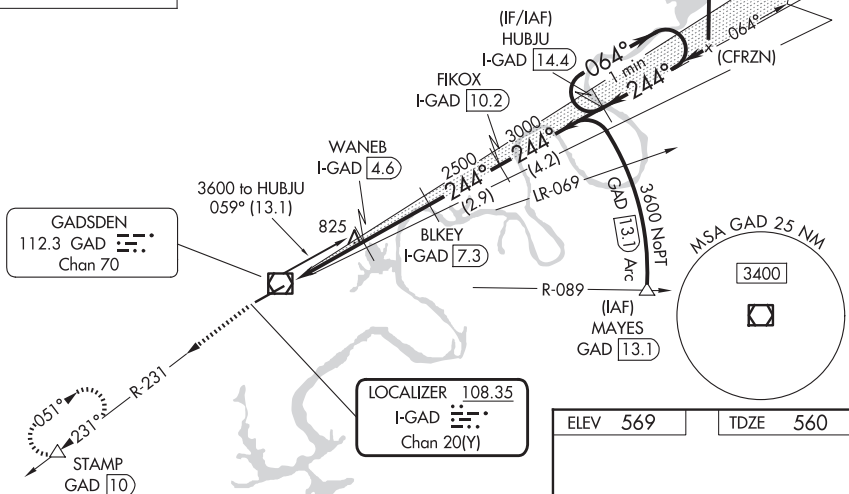 (IF/IAF)
HUBJU
I-GAD 14.4
064°
1 min
244°
064°
(CFRZN)
FIKOX
I-GAD 10.2
3000
244°
(4.2)
WANEB
I-GAD 4.6
2500
244°
(2.9)
LR-069
3600 to HUBJU
059° (13.1)
825
BLKEY
I-GAD 7.3
3600 NoPT
GAD 13.1 Arc
GADSDEN
112.3 GAD
Chan 70
MSA GAD 25 NM
3400
R-089
(IAF)
MAYES
GAD 13.1
R-231
051°
231°
STAMP
GAD 10
LOCALIZER 108.35
I-GAD
Chan 20(Y)
ELEV 569
TDZE 560